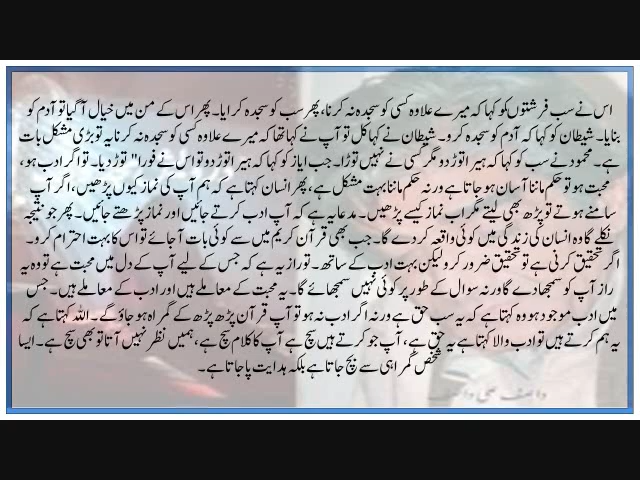 اس نے سب فرشتوں کو کہا کہ میرے علاوہ کسی کو سجدہ نہ کرنا، پھر سب کو سجدہ کرایا۔ پھر اس کے من میں خیال آ گیا تو آدم کو
بنایا۔ شیطان کو کہا کہ آدم کو سجدہ کرو۔ شیطان نے کہا کل تو آپ نے کہا تھا کہ میرے علاوہ کسی کو سجدہ نہ کرنا یہ تو بڑی مشکل بات
ہے۔ محمود نے سب کو کہا کہ ہیرا توڑ دو مگر کسی نے نہیں توڑا۔ جب ایاز کو کہا کہ ہیرا توڑ دو تو اس نے فورا" توڑ دیا۔ تو اگر ادب ہو،
محبت ہو تو حکم ماننا آسان ہو جاتا ہے ورنہ حکم ماننا بہت مشکل ہے، پھر انسان کہتا ہے کہ ہم آپ کی نماز کیوں پڑھیں، اگر آپ
سامنے ہوتے تو پڑھ بھی لیتے مگر اب نماز کیسے پڑھیں۔ مدعا یہ ہے کہ آپ ادب کرتے جائیں اور نماز پڑھتے جائیں۔ پھر جو نتیجہ
نکلے گا وہ انسان کی زندگی میں کوئی واقعہ کر دے گا۔ جب بھی قرآن کریم میں سے کوئی بات آ جائے تو اس کا بہت احترام کرو۔
اگر تحقیق کرنی ہے تو تحقیق ضرور کرو لیکن بہت ادب کے ساتھ۔ تو راز یہ ہے کہ جس کے لیے آپ کے دل میں محبت ہے تو وہ یہ
راز آپ کو سمجھا دے گا ورنہ سوال کے طور پر کوئی نہیں سمجھائے گا۔ یہ محبت کے معاملے ہیں اور ادب کے معاملے ہیں۔ جس
میں ادب موجود ہو وہ کہتا ہے کہ یہ سب حق ہے ورنہ اگر ادب نہ ہو تو آپ قرآن پڑھ پڑھ کے گمراہ ہو جاؤ گے۔ اللہ کہتا ہے کہ
یہ ہم کرتے ہیں تو ادب والا کہتا ہے یہ حق ہے، آپ جو کرتے ہیں سچ ہے آپ کا کلام سچ ہے، ہمیں نظر نہیں آتا تو بھی سچ ہے۔ ایسا
شخص گمراہی سے بچ جاتا ہے بلکہ ہدایت پا جاتا ہے۔
واصف علی واصف